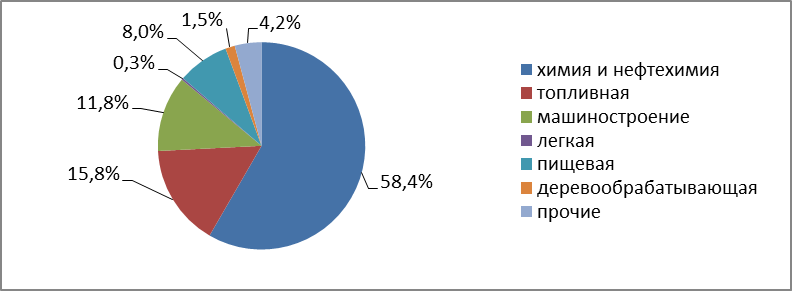 1,5%
4,2%
8,0%
0,3%
11,8%
15,8%
58,4%
химия и нефтехимия
топливная
машиностроение
легкая
пищевая
деревообрабатывающая
прочие